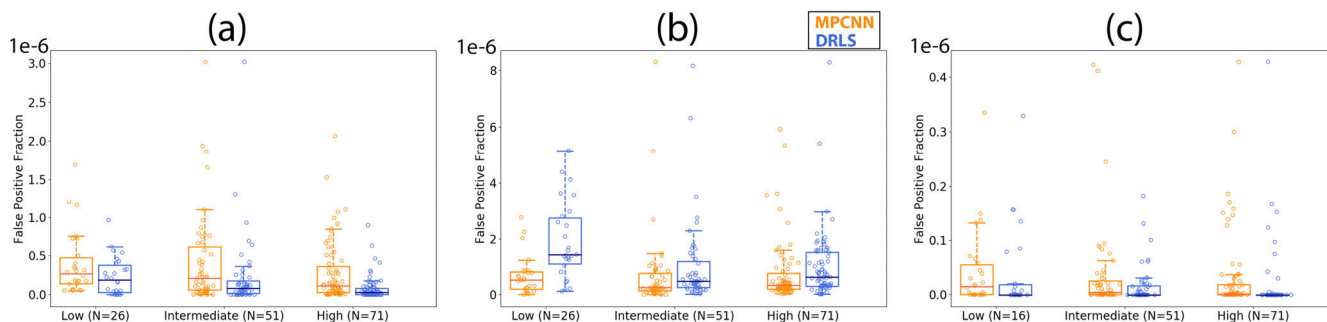 (a)
1e-6
False Positive Fraction
3.0
2.5
2.0
1.5
1.0
0.5
0.0
Low (N=26) Intermediate (N=51) High (N=71)
(b)
MPCNN
DRLS
1e-6
False Positive Fraction
8
6
4
2
0
Low (N=26) Intermediate (N=51) High (N=71)
(c)
1e-6
False Positive Fraction
0.4
0.3
0.2
0.1
0.0
Low (N=16) Intermediate (N=51) High (N=71)